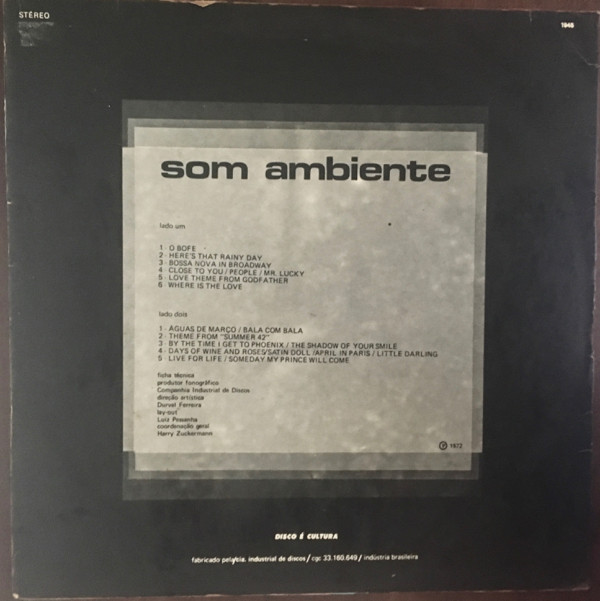 STÉREO
1948
som ambiente
lado um
1 - O BOFE
2 - HERE'S THAT RAINY DAY
3 - BOSSA NOVA IN BROADWAY
4 - CLOSE TO YOU / PEOPLE / MR. LUCKY
5 - LOVE THEME FROM GODFATHER
6 - WHERE IS THE LOVE
lado dois
1 - ÁGUAS DE MARÇO / BALA COM BALA
2 - THEME FROM "SUMMER 42"
3 - BY THE TIME I GET TO PHOENIX / THE SHADOW OF YOUR SMILE
4 - DAYS OF WINE AND ROSES/SATIN DOLL /APRIL IN PARIS / LITTLE DARLING
5 - LIVE FOR LIFE / SOMEDAY MY PRINCE WILL COME
ficha técnica
produtor fonográfico
Companhia Industrial de Discos
direção artística
Durval Ferreira
lay-out
Luiz Pessanha
coordenação geral
Harry Zuckermann
℗ 1972
DISCO É CULTURA
fabricado pela cia. industrial de discos / cgc 33.160.649 / indústria brasileira